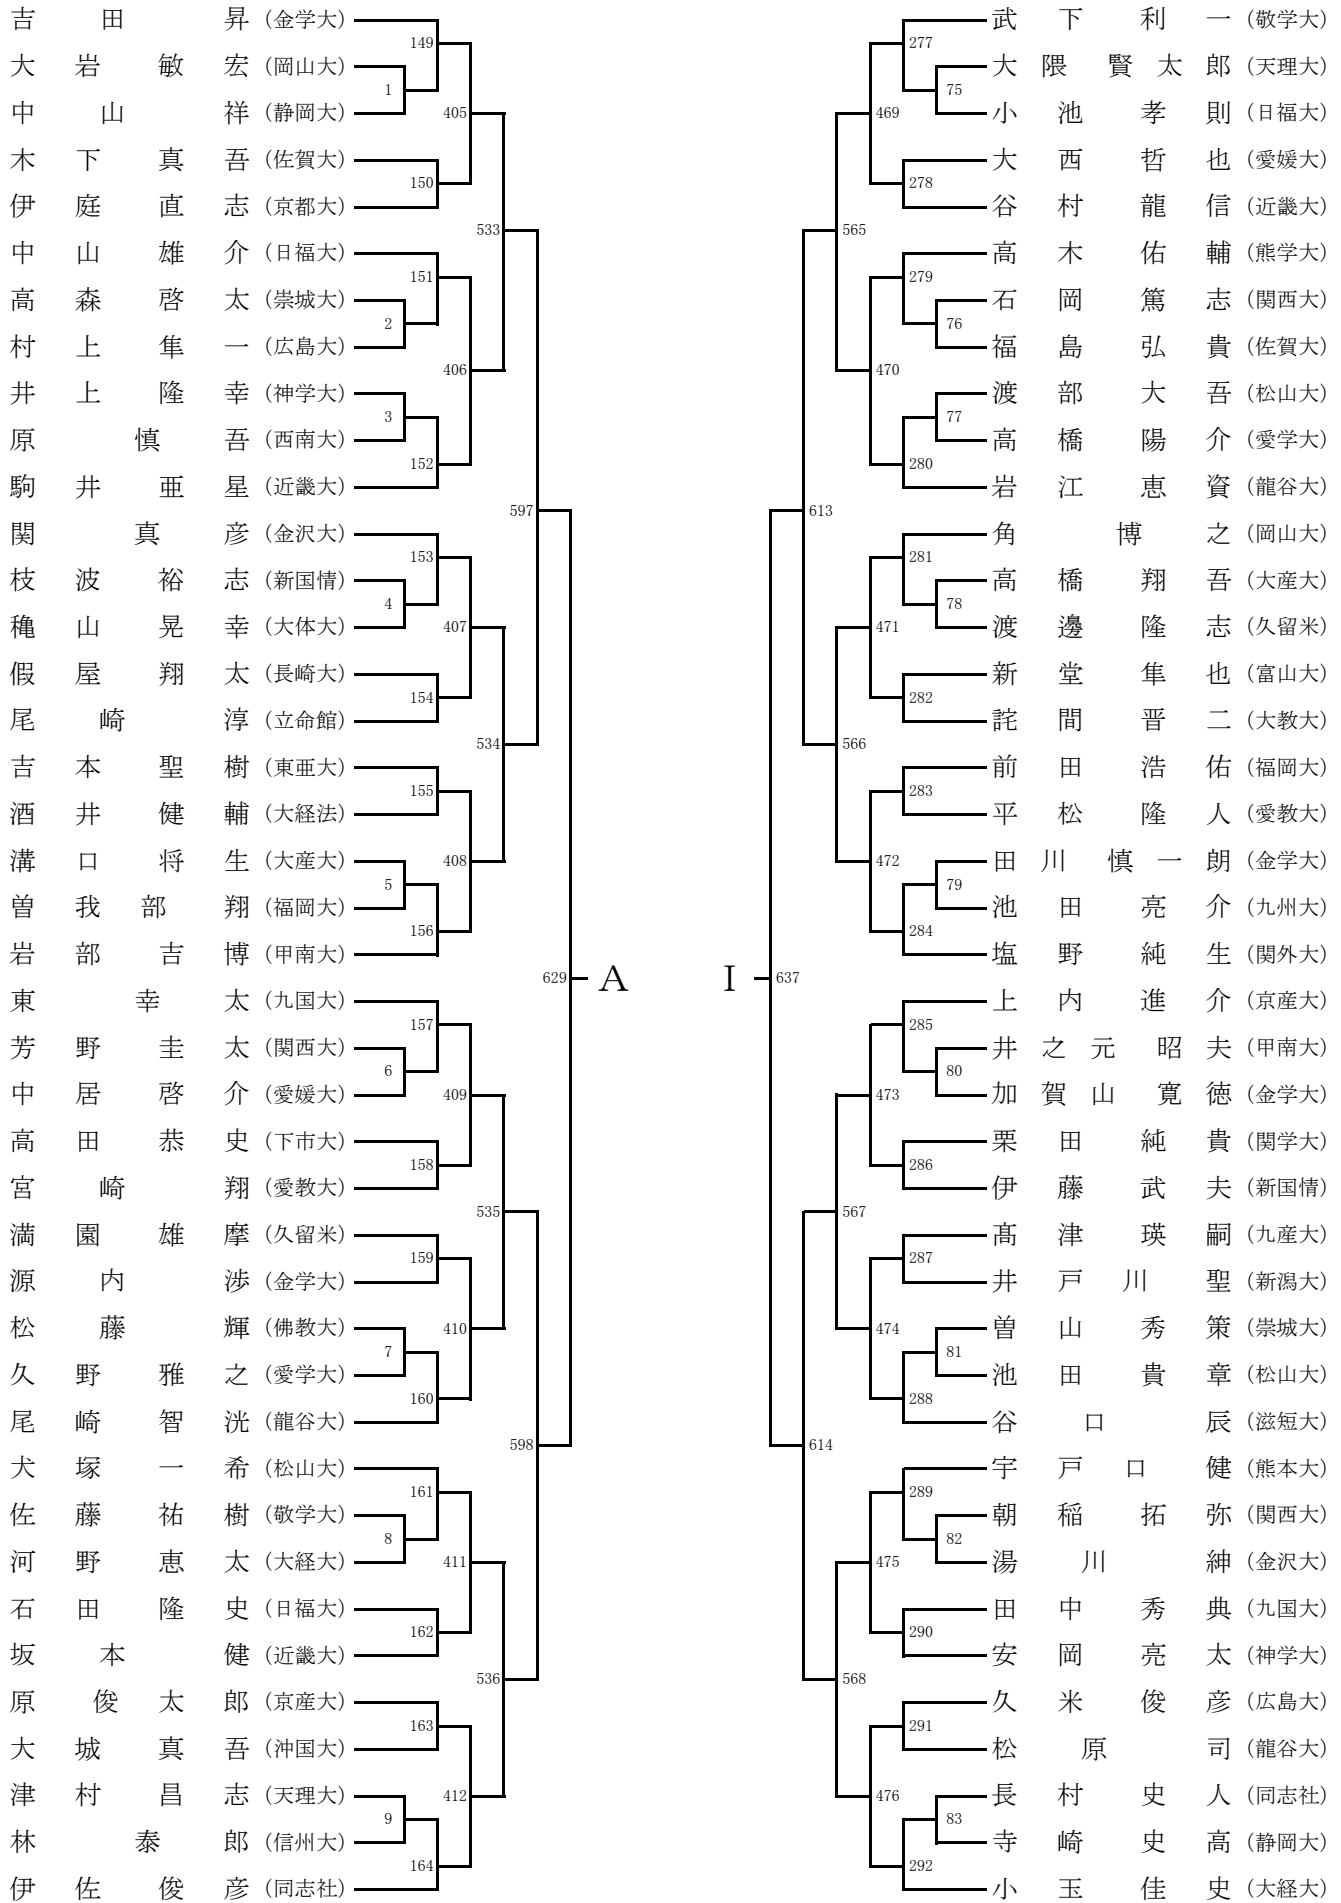 吉田昇（金学大）
149
大岩敏宏（岡山大）
1
中山祥（静岡大）
405
木下真吾（佐賀大）
150
伊庭直志（京都大）
533
中山雄介（日福大）
151
高森啓太（崇城大）
2
村上隼一（広島大）
406
井上隆幸（神学大）
3
原慎吾（西南大）
152
駒井亜星（近畿大）
597
関真彦（金沢大）
153
枝波裕志（新国情）
4
穐山晃幸（大体大）
407
假屋翔太（長崎大）
154
尾崎淳（立命館）
534
吉本聖樹（東亜大）
155
酒井健輔（大経法）
溝口将生（大産大）
408
5
曽我部翔（福岡大）
156
岩部吉博（甲南大）
629
A
東幸太（九国大）
157
芳野圭太（関西大）
6
中居啓介（愛媛大）
409
高田恭史（下市大）
158
宮崎翔（愛教大）
535
満園雄摩（久留米）
159
源内渉（金学大）
松藤輝（佛教大）
410
7
久野雅之（愛学大）
160
尾崎智洸（龍谷大）
598
犬塚一希（松山大）
161
佐藤祐樹（敬学大）
8
河野恵太（大経大）
411
石田隆史（日福大）
162
坂本健（近畿大）
536
原俊太郎（京産大）
163
大城真吾（沖国大）
津村昌志（天理大）
412
9
林泰郎（信州大）
164
伊佐俊彦（同志社）
武下利一（敬学大）
277
大隈賢太郎（天理大）
75
小池孝則（日福大）
469
大西哲也（愛媛大）
278
谷村龍信（近畿大）
565
高木佑輔（熊学大）
279
石岡篤志（関西大）
76
福島弘貴（佐賀大）
470
渡部大吾（松山大）
77
高橋陽介（愛学大）
280
岩江恵資（龍谷大）
613
角博之（岡山大）
281
高橋翔吾（大産大）
78
渡邊隆志（久留米）
471
新堂隼也（富山大）
282
詫間晋二（大教大）
566
前田浩佑（福岡大）
283
平松隆人（愛教大）
田川慎一朗（金学大）
472
79
池田亮介（九州大）
284
塩野純生（関外大）
I
637
上内進介（京産大）
285
井之元昭夫（甲南大）
80
加賀山寛徳（金学大）
473
栗田純貴（関学大）
286
伊藤武夫（新国情）
567
髙津瑛嗣（九産大）
287
井戸川聖（新潟大）
曽山秀策（崇城大）
474
81
池田貴章（松山大）
288
谷口辰（滋短大）
614
宇戸口健（熊本大）
289
朝稲拓弥（関西大）
82
湯川紳（金沢大）
475
田中秀典（九国大）
290
安岡亮太（神学大）
568
久米俊彦（広島大）
291
松原司（龍谷大）
長村史人（同志社）
476
83
寺崎史高（静岡大）
292
小玉佳史（大経大）